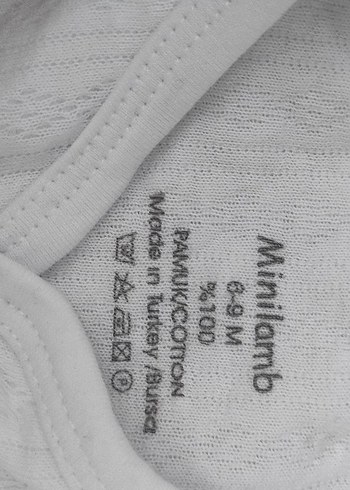 Minilamb
6-9 M
%100
PAMUK/COTTON
Made in Turkey/Bursa